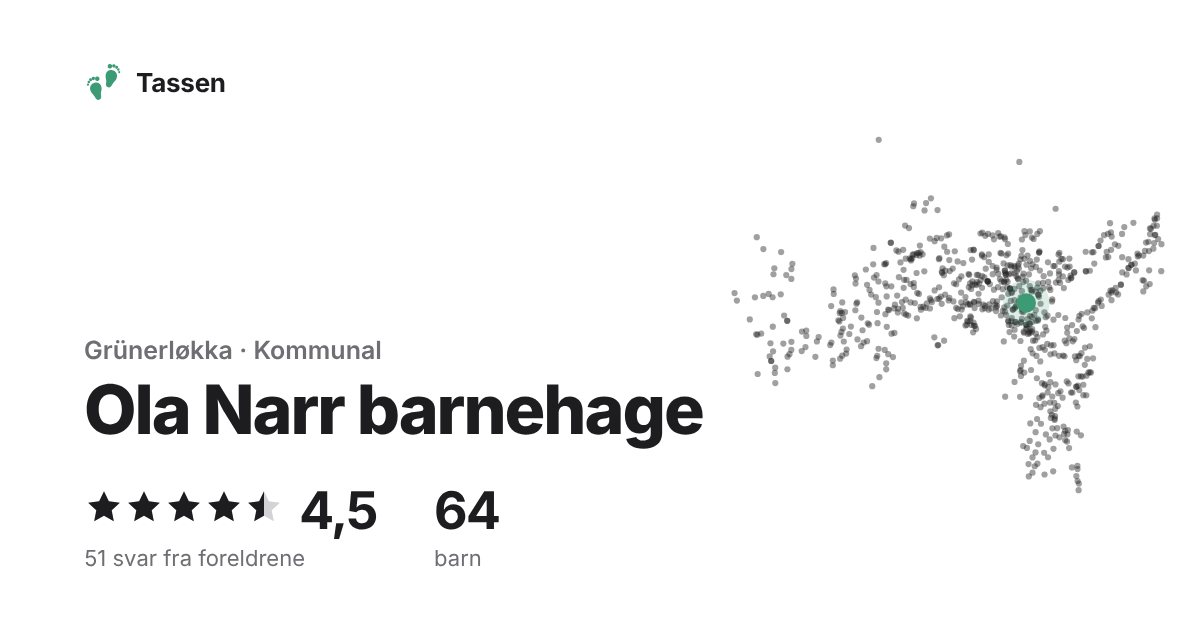 Tassen
Grünerløkka · Kommunal
Ola Narr barnehage
4,5
64
51 svar fra foreldrene
barn